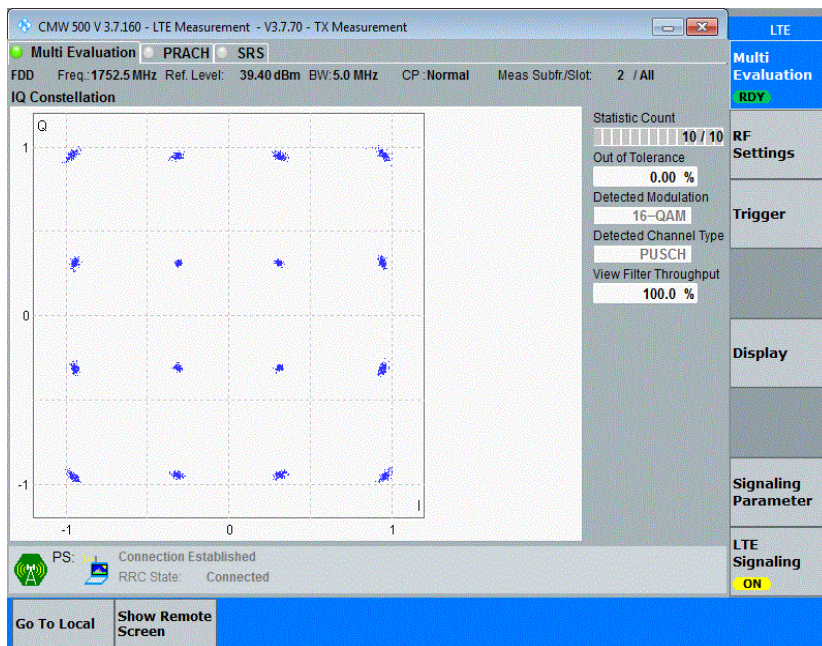 CMW 500 V 3.7.160 - LTE Measurement - V3.7.70 - TX Measurement
LTE
Multi Evaluation PRACH SRS
Multi
Evaluation
RDY
FDD Freq.: 1752.5 MHz Ref. Level: 39.40 dBm BW: 5.0 MHz CP : Normal Meas Subfr./Slot: 2 / All
IQ Constellation
Q
1
0
-1
-1 0 1
I
Statistic Count
10 / 10
Out of Tolerance
0.00 %
Detected Modulation
16-QAM
Detected Channel Type
PUSCH
View Filter Throughput
100.0 %
RF
Settings
Trigger
Display
Signaling
Parameter
LTE
Signaling
ON
PS: Connection Established
RRC State: Connected
Go To Local
Show Remote
Screen